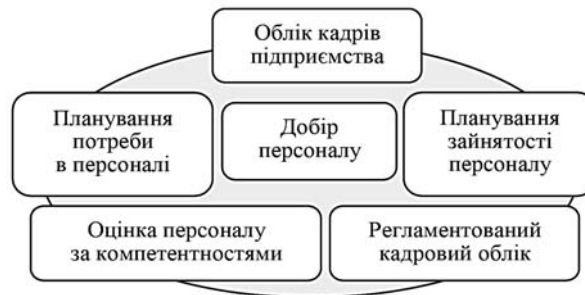 Облік кадрів
підприємства
Планування
потреби
в персоналі
Добір
персоналу
Планування
зайнятості
персоналу
Оцінка персоналу
за компетентностями
Регламентований
кадровий облік